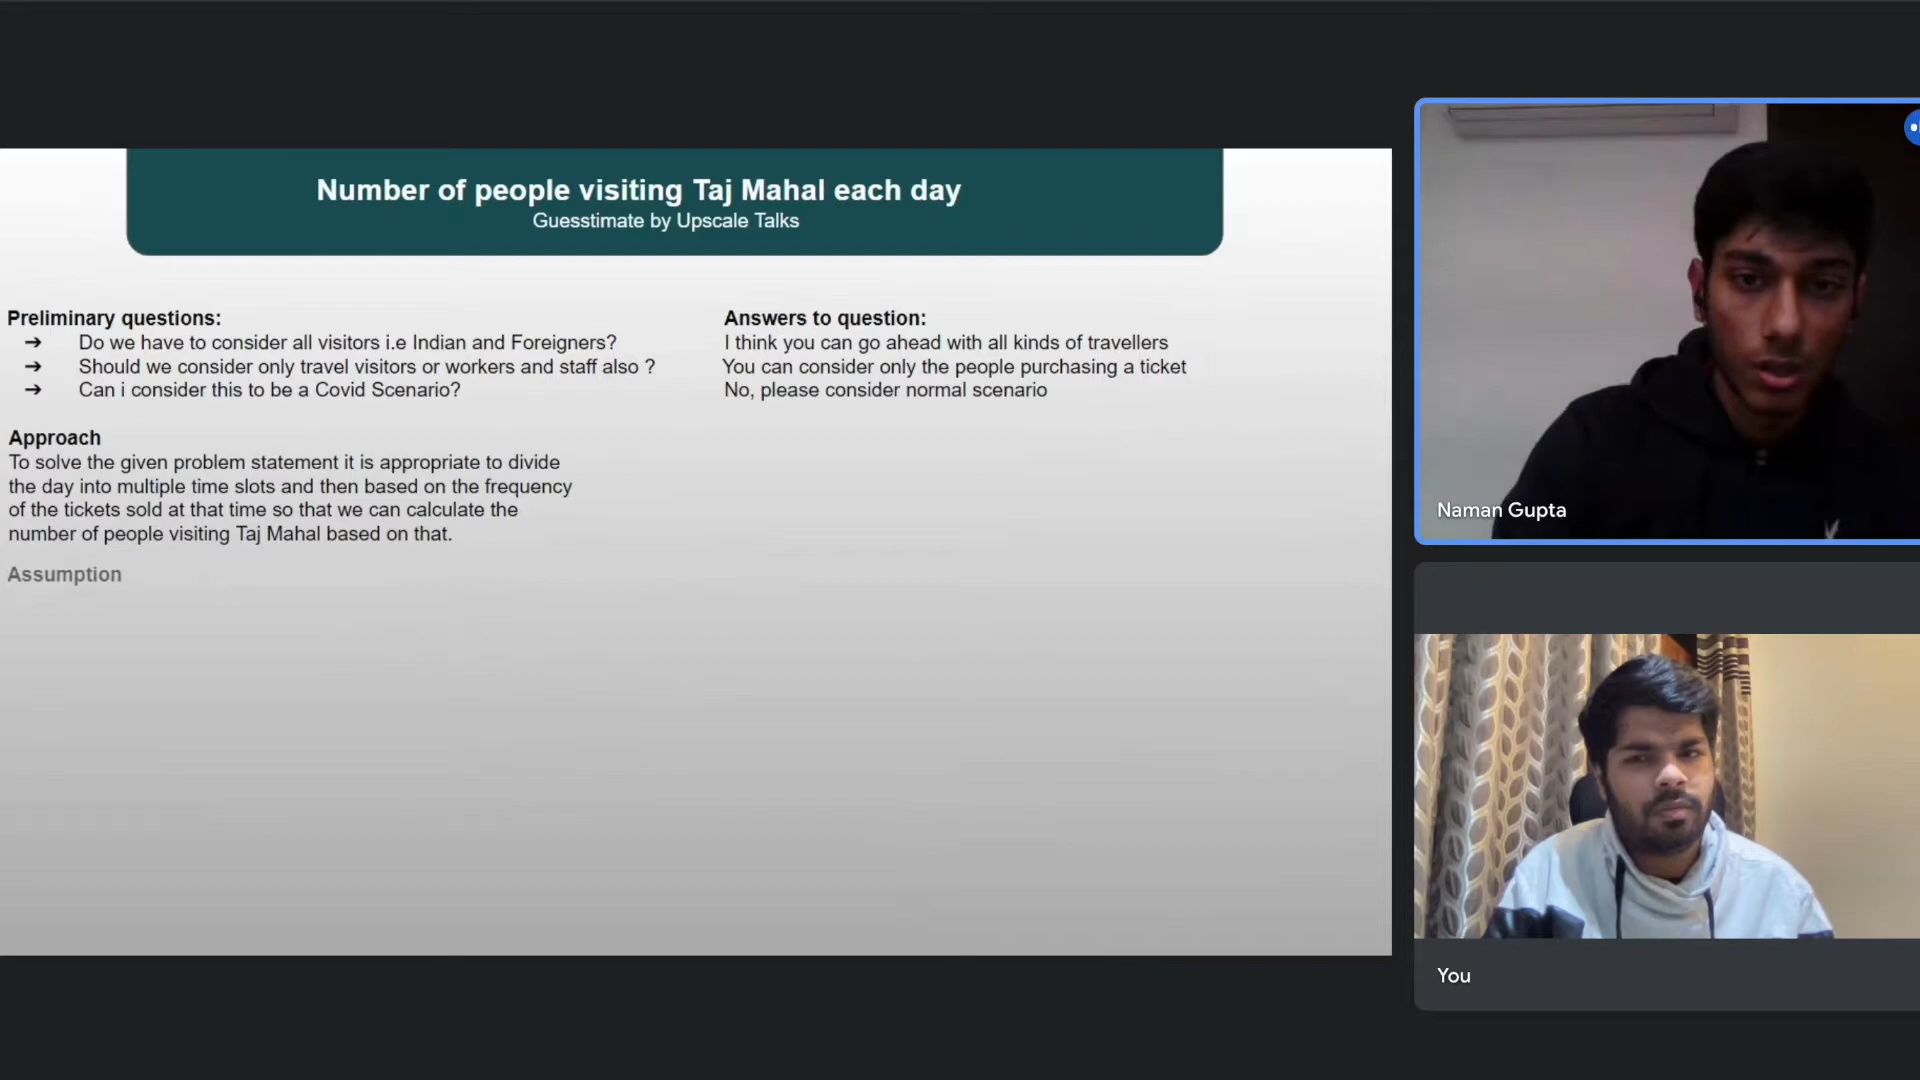 Number of people visiting Taj Mahal each day
Guesstimate by Upscale Talks
Preliminary questions:
➔ Do we have to consider all visitors i.e Indian and Foreigners?
➔ Should we consider only travel visitors or workers and staff also ?
➔ Can i consider this to be a Covid Scenario?
Answers to question:
I think you can go ahead with all kinds of travellers
You can consider only the people purchasing a ticket
No, please consider normal scenario
Approach
To solve the given problem statement it is appropriate to divide
the day into multiple time slots and then based on the frequency
of the tickets sold at that time so that we can calculate the
number of people visiting Taj Mahal based on that.
Assumption
Naman Gupta
You